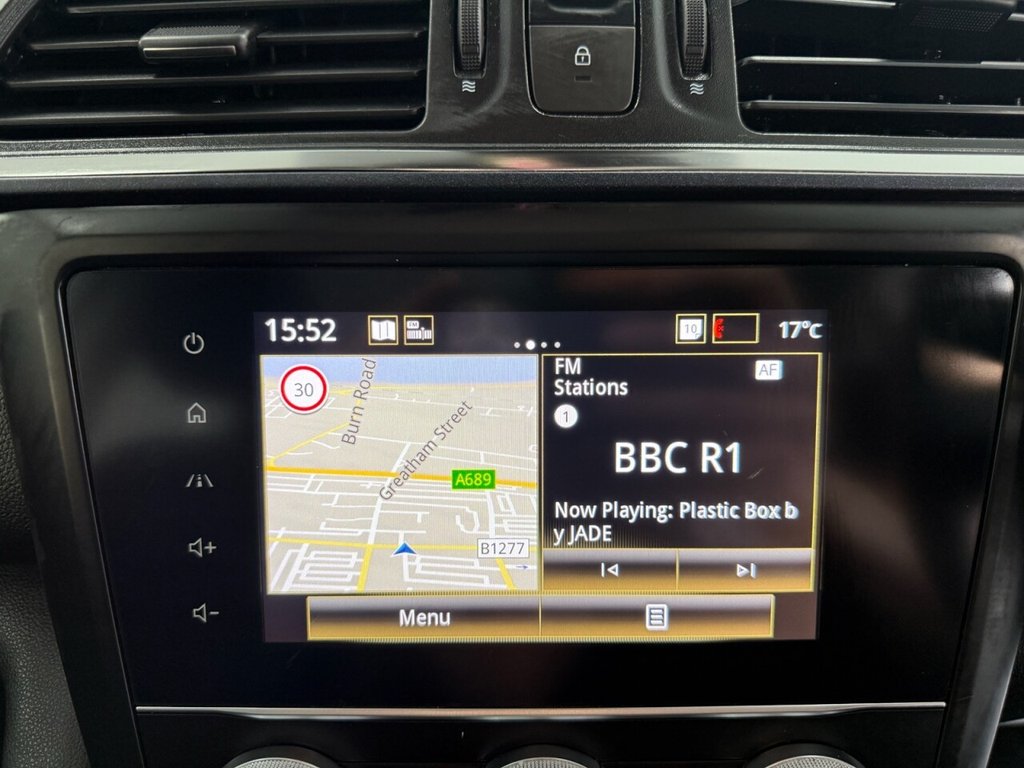 15:52
FM
10
17°C
30
Burn Road
Greatham Street
A689
B1277
FM
Stations
AF
1
BBC R1
Now Playing: Plastic Box b
y JADE
Menu